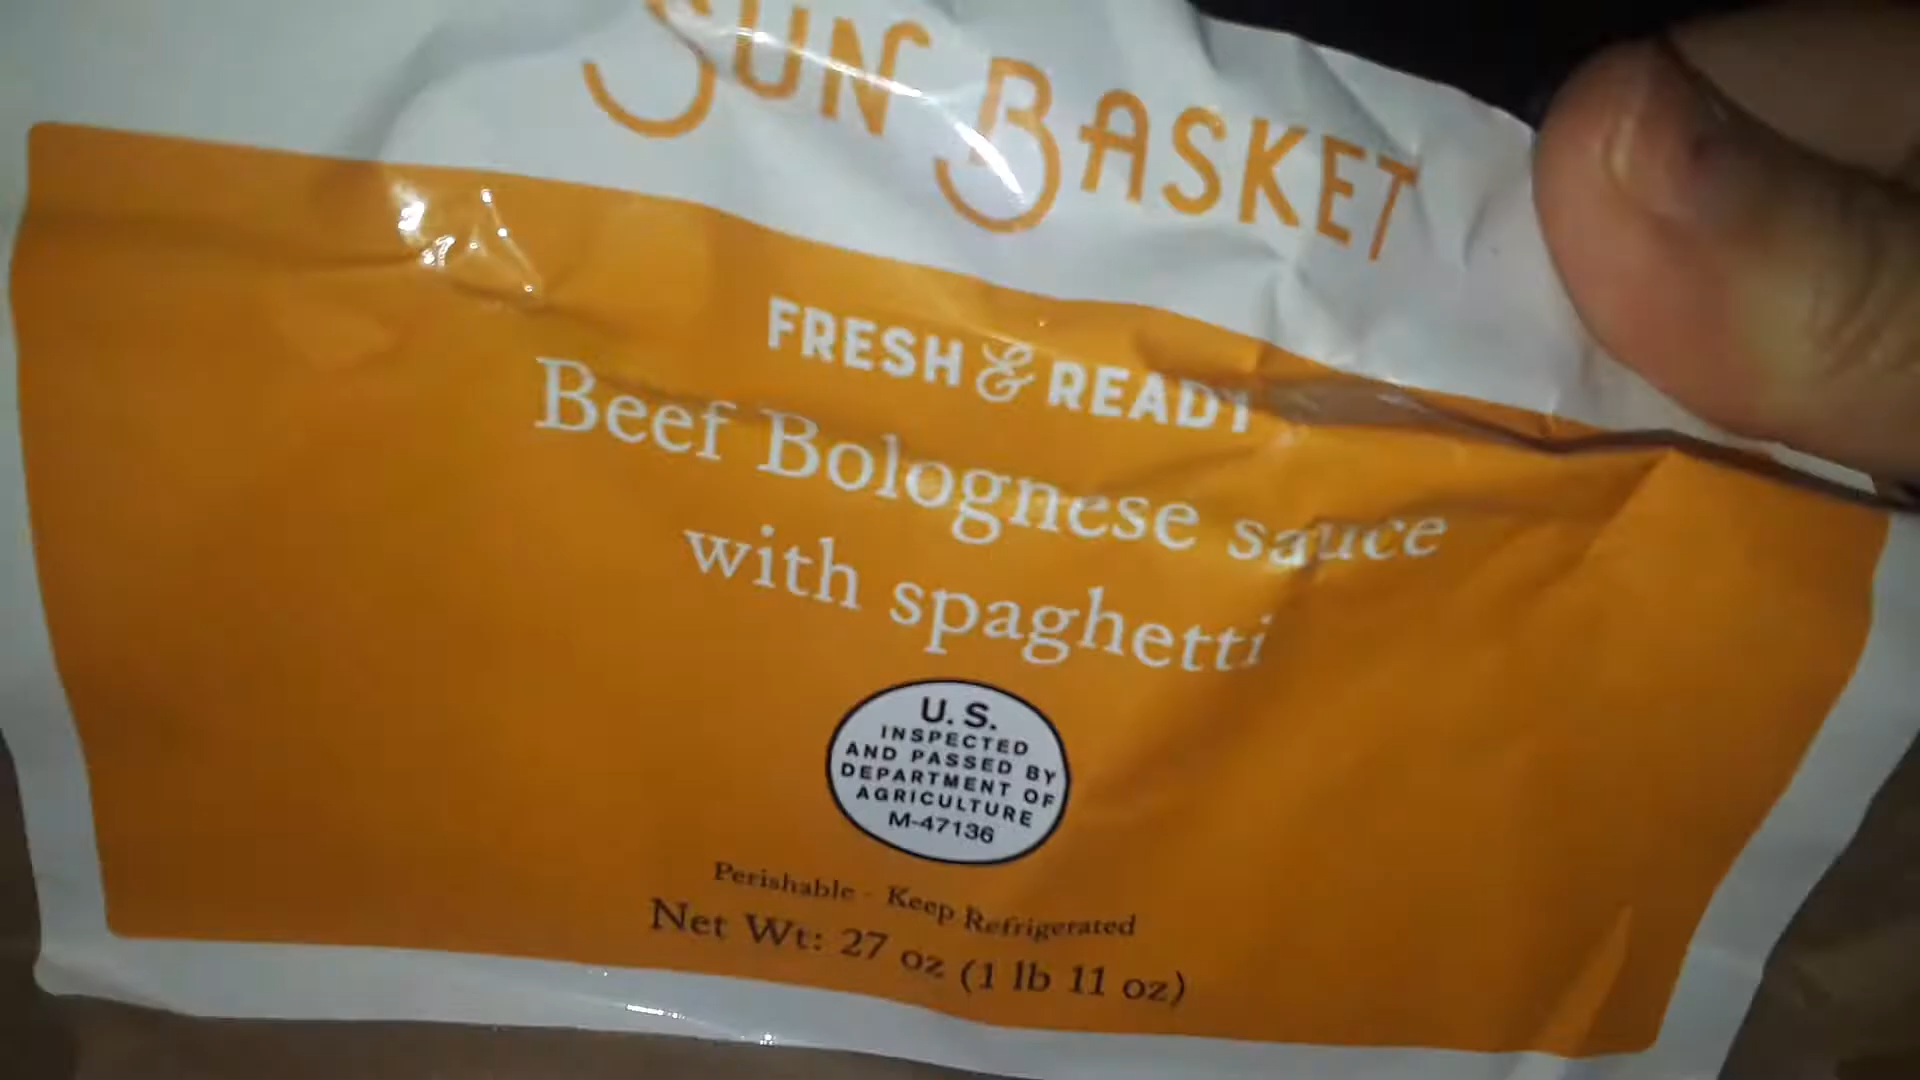 SUN BASKET
FRESH & READY
Beef Bolognese sauce
with spaghetti
U.S.
INSPECTED
AND PASSED BY
DEPARTMENT OF
AGRICULTURE
M-47136
Perishable - Keep Refrigerated
Net Wt: 27 oz (1 lb 11 oz)